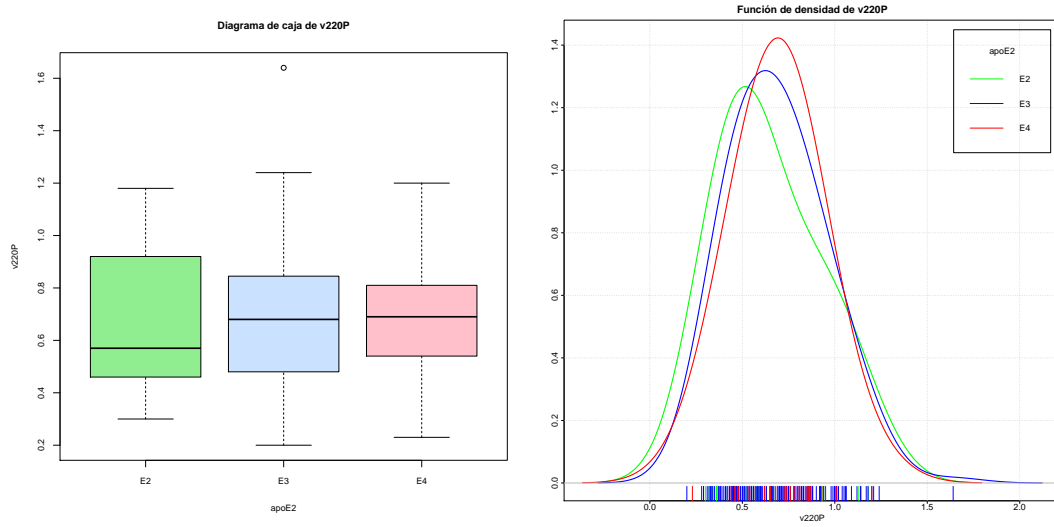 Diagrama de caja de v220P
v220P
0.2
0.4
0.6
0.8
1.0
1.2
1.4
1.6
E2
E3
E4
apoE2
Función de densidad de v220P
0.0
0.2
0.4
0.6
0.8
1.0
1.2
1.4
0.0
0.5
1.0
1.5
2.0
v220P
apoE2
E2
E3
E4